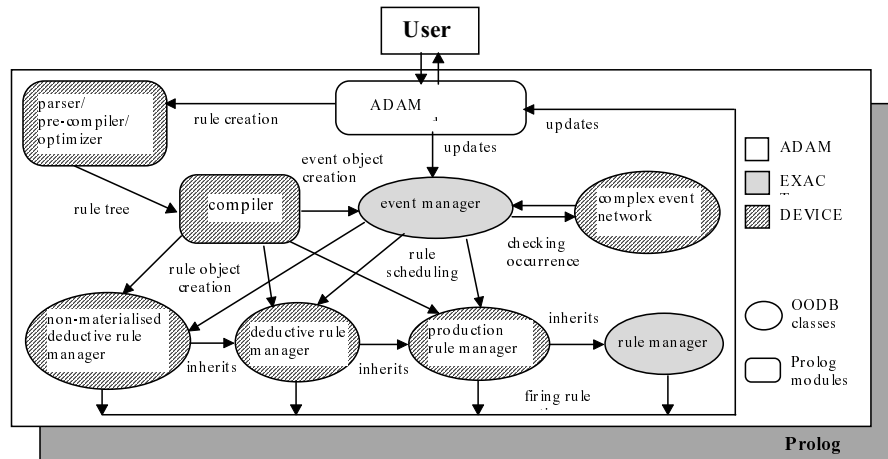 User
parser/
pre-compiler/
optimizer
rule creation
ADAM
updates
updates
event object
creation
ADAM
EXAC
DEVICE
rule tree
compiler
event manager
complex event
network
checking
occurrence
rule
scheduling
rule object
creation
non-materialised
deductive rule
manager
inherits
deductive rule
manager
inherits
production
rule manager
inherits
rule manager
OODB
classes
Prolog
modules
firing rule
Prolog